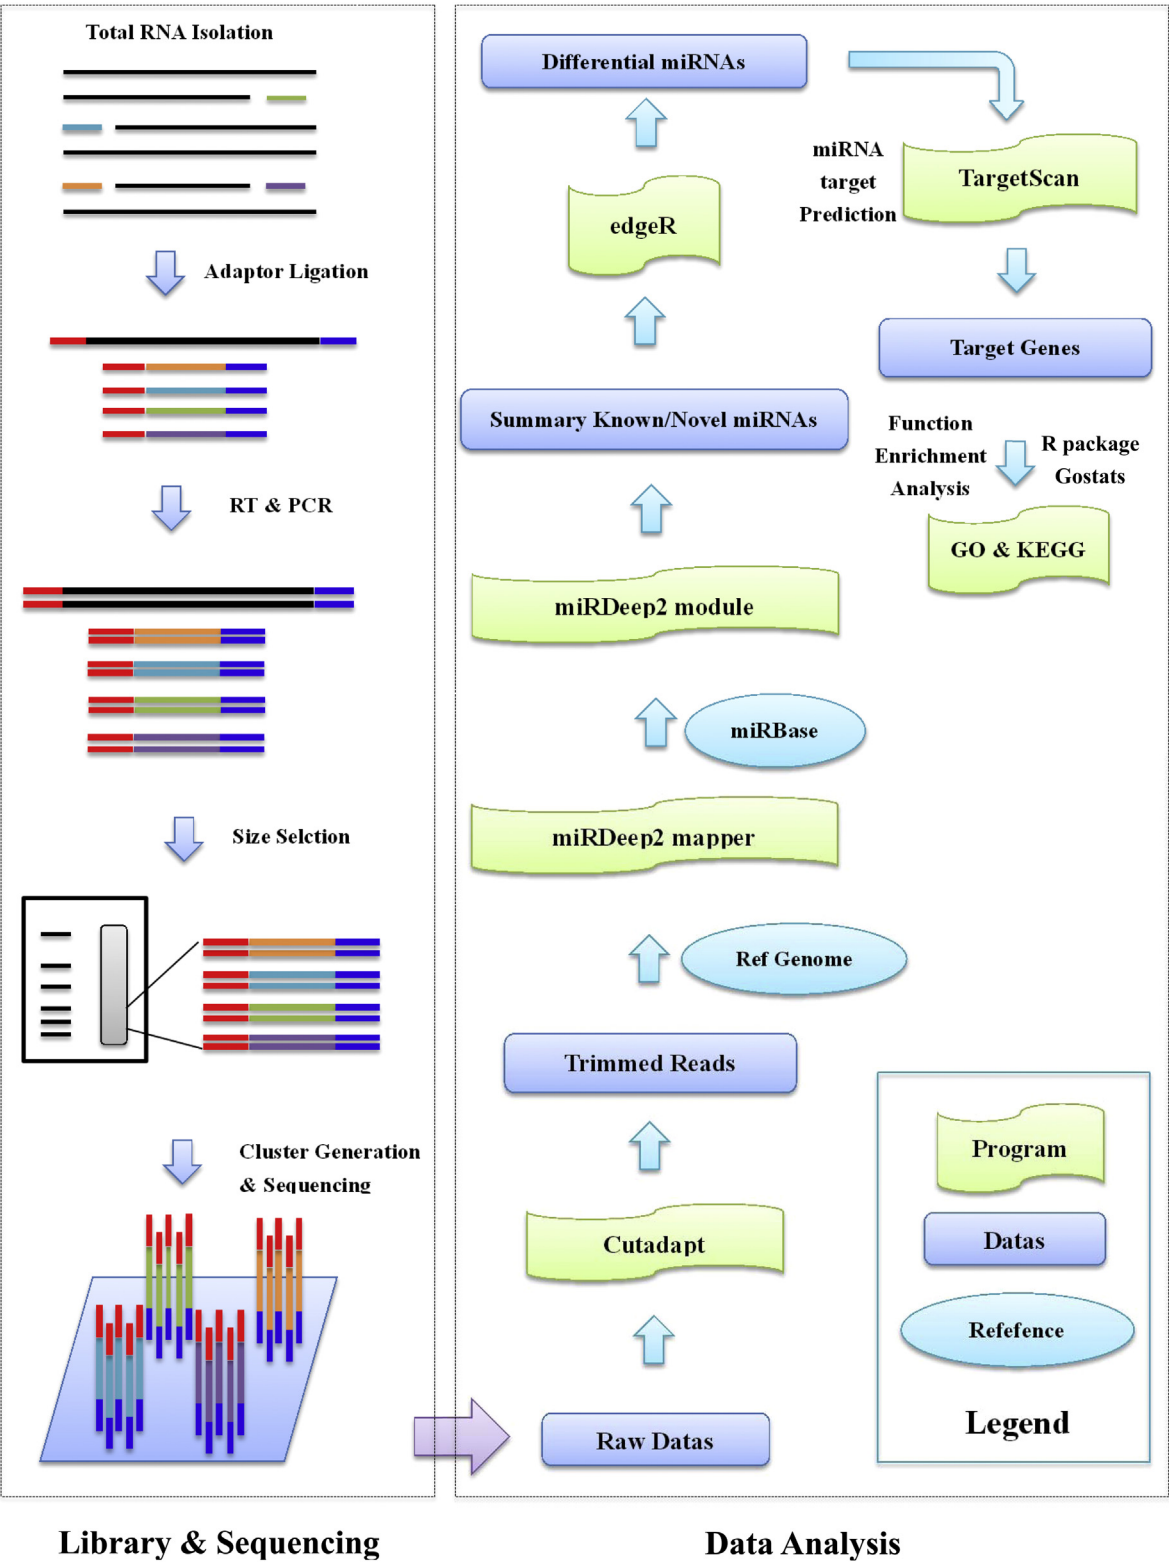 Total RNA Isolation
Adaptor Ligation
RT & PCR
Size Selction
Cluster Generation
& Sequencing
Library & Sequencing
Differential miRNAs
miRNA
target
Prediction
TargetScan
edgeR
Target Genes
Summary Known/Novel miRNAs
Function
Enrichment
Analysis
R package
Gostats
GO & KEGG
miRDeep2 module
miRBase
miRDeep2 mapper
Ref Genome
Trimmed Reads
Cutadapt
Raw Datas
Program
Datas
Refefence
Legend
Data Analysis